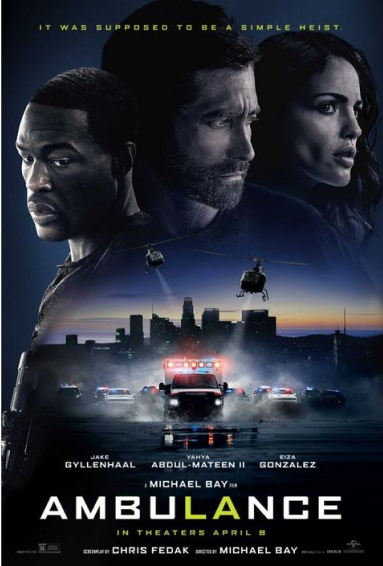 IT WAS SUPPOSED TO BE A SIMPLE HEIST.
JAKE GYLLENHAAL
YAHYA ABDUL-MATEEN II
EIZA GONZALEZ
A MICHAEL BAY FILM
AMBULANCE
IN THEATERS APRIL 8
SCREENPLAY BY CHRIS FEDAK DIRECTED BY MICHAEL BAY